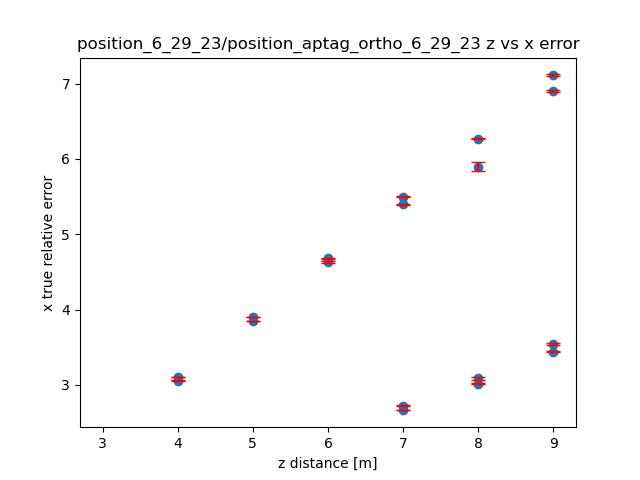 position_6_29_23/position_aptag_ortho_6_29_23 z vs x error
7
6
5
4
3
x true relative error
3 4 5 6 7 8 9
z distance [m]